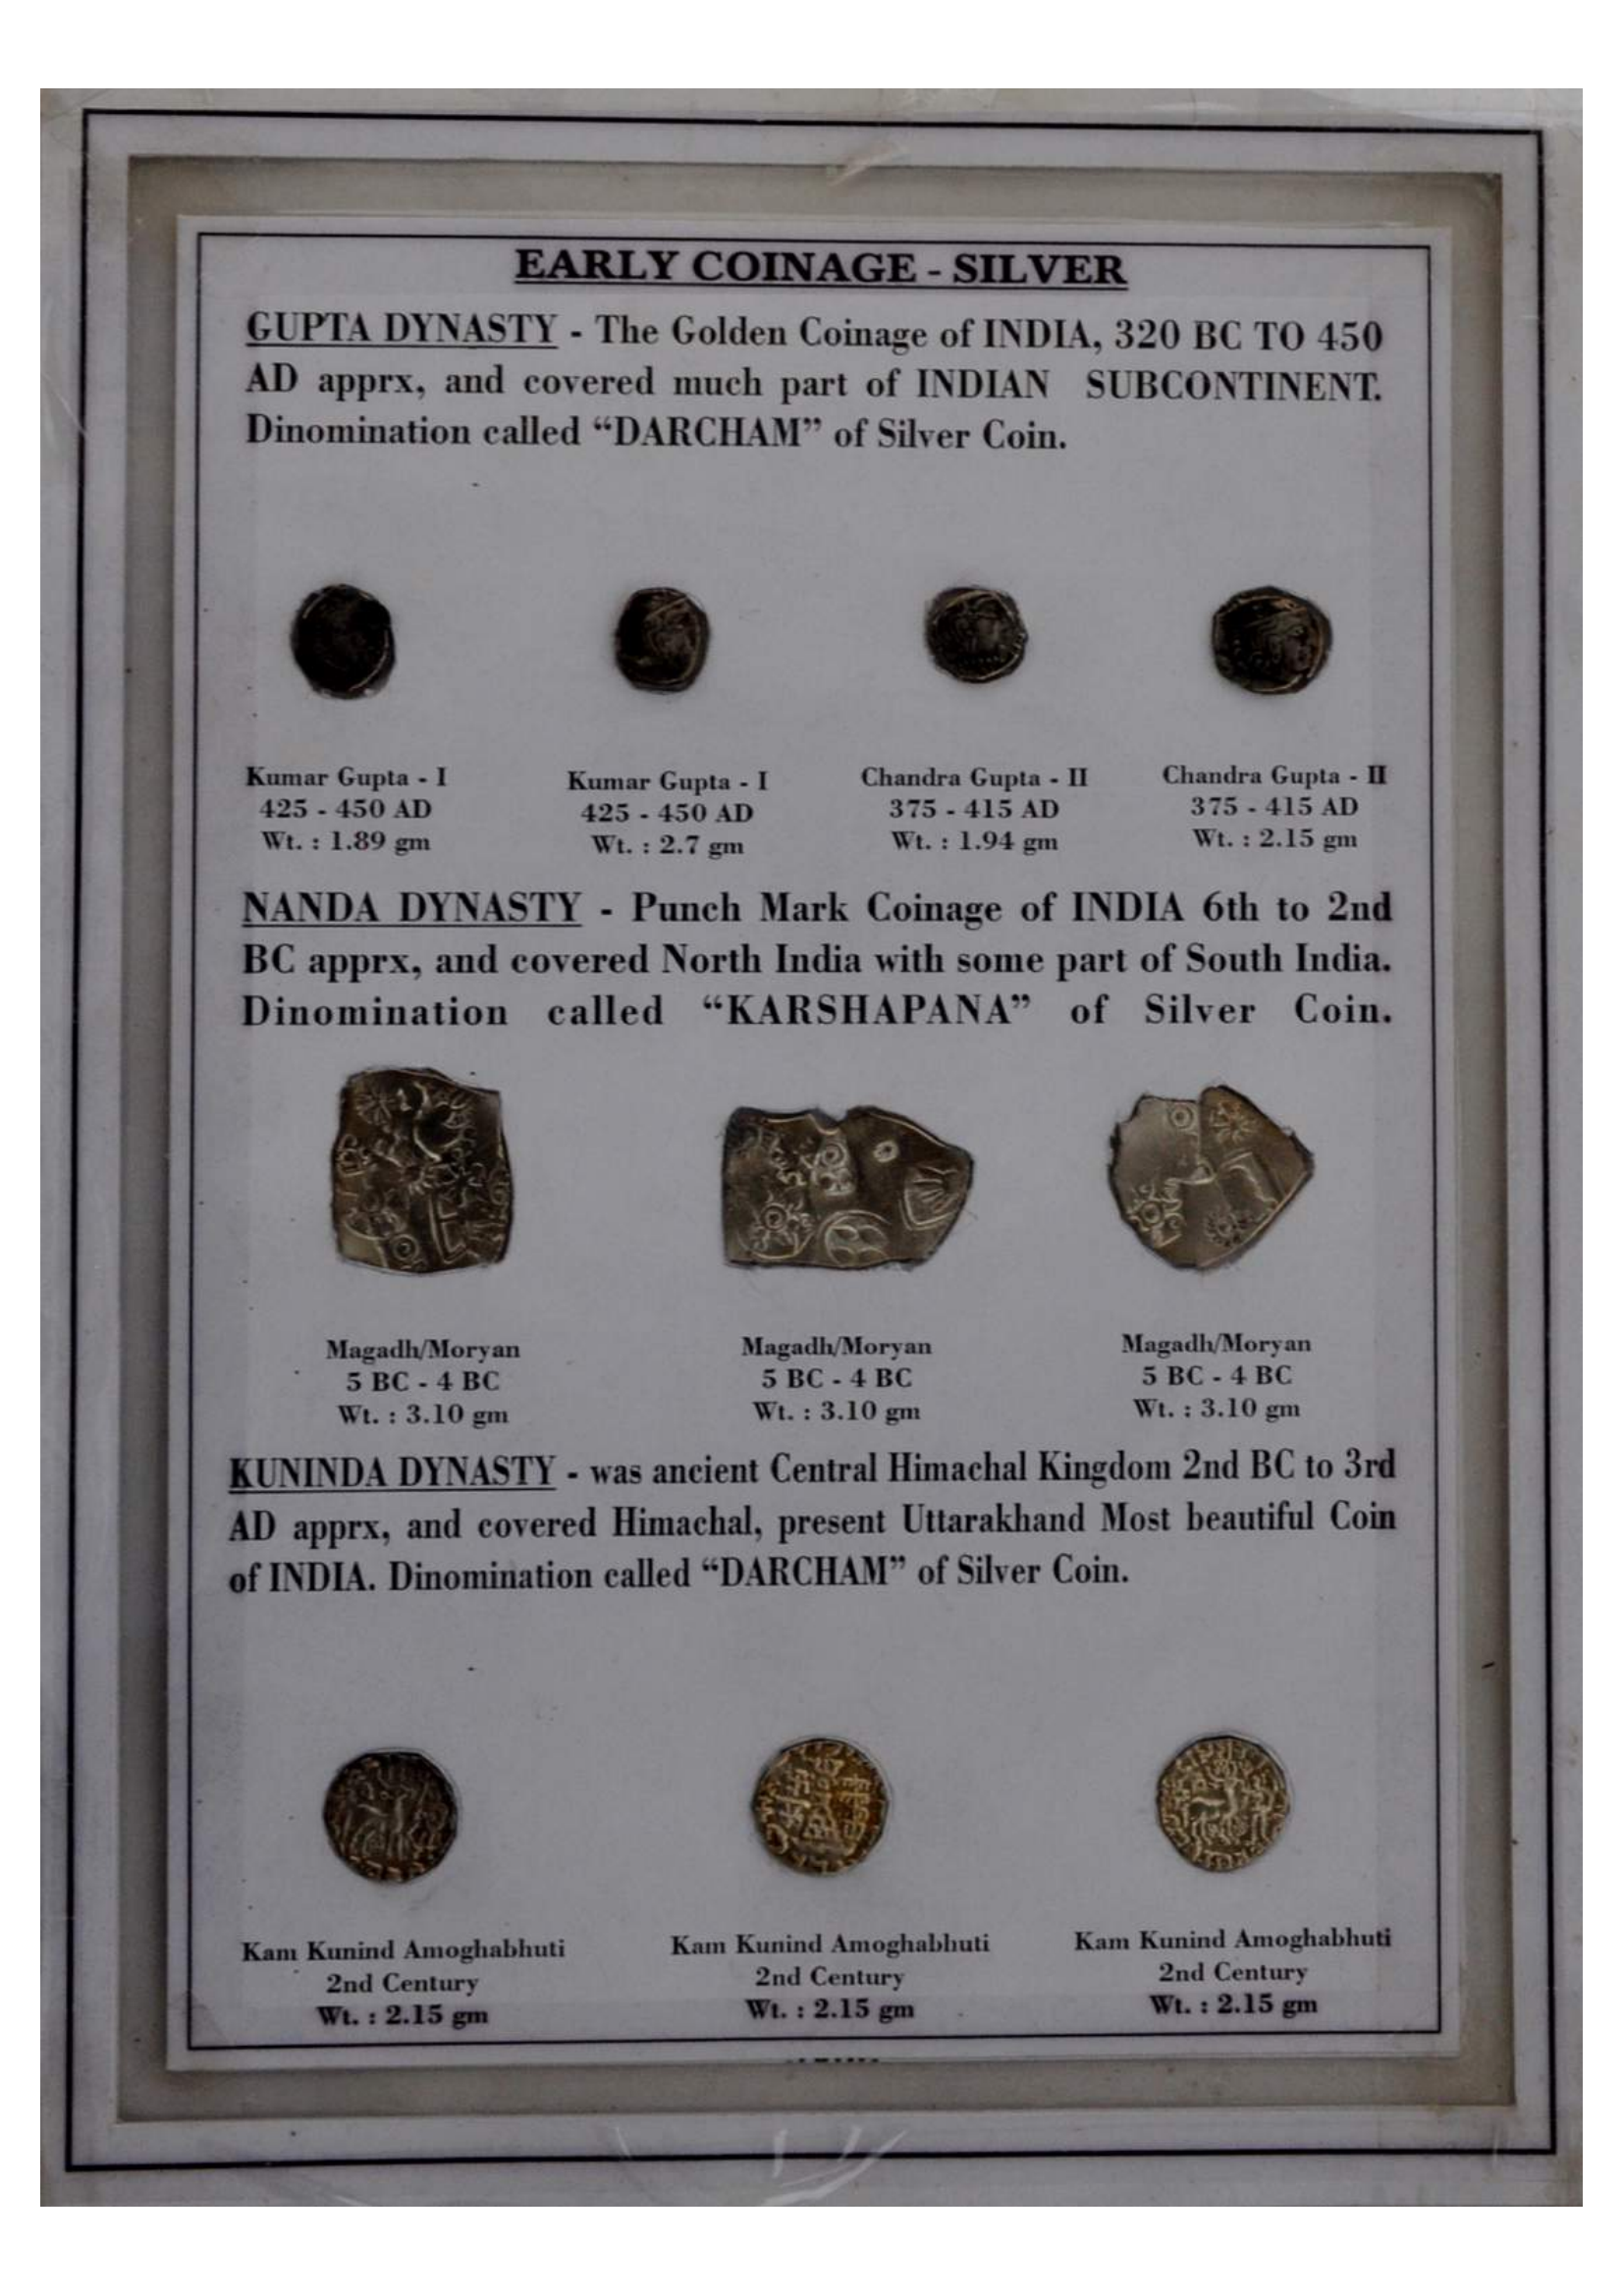 EARLY COINAGE - SILVER
GUPTA DYNASTY - The Golden Coinage of INDIA, 320 BC TO 450
AD apprx, and covered much part of INDIAN SUBCONTINENT.
Dinomination called “DARCHAM” of Silver Coin.
Kumar Gupta - I
425 - 450 AD
Wt. : 1.89 gm
Kumar Gupta - I
425 - 450 AD
Wt. : 2.7 gm
Chandra Gupta - II
375 - 415 AD
Wt. : 1.94 gm
Chandra Gupta - II
375 - 415 AD
Wt. : 2.15 gm
NANDA DYNASTY - Punch Mark Coinage of INDIA 6th to 2nd
BC apprx, and covered North India with some part of South India.
Dinomination called “KARSHAPANA” of Silver Coin.
Magadh/Moryan
5 BC - 4 BC
Wt. : 3.10 gm
Magadh/Moryan
5 BC - 4 BC
Wt. : 3.10 gm
Magadh/Moryan
5 BC - 4 BC
Wt. : 3.10 gm
KUNINDA DYNASTY - was ancient Central Himachal Kingdom 2nd BC to 3rd
AD apprx, and covered Himachal, present Uttarakhand Most beautiful Coin
of INDIA. Dinomination called “DARCHAM” of Silver Coin.
Kam Kunind Amoghabhuti
2nd Century
Wt. : 2.15 gm
Kam Kunind Amoghabhuti
2nd Century
Wt. : 2.15 gm
Kam Kunind Amoghabhuti
2nd Century
Wt. : 2.15 gm